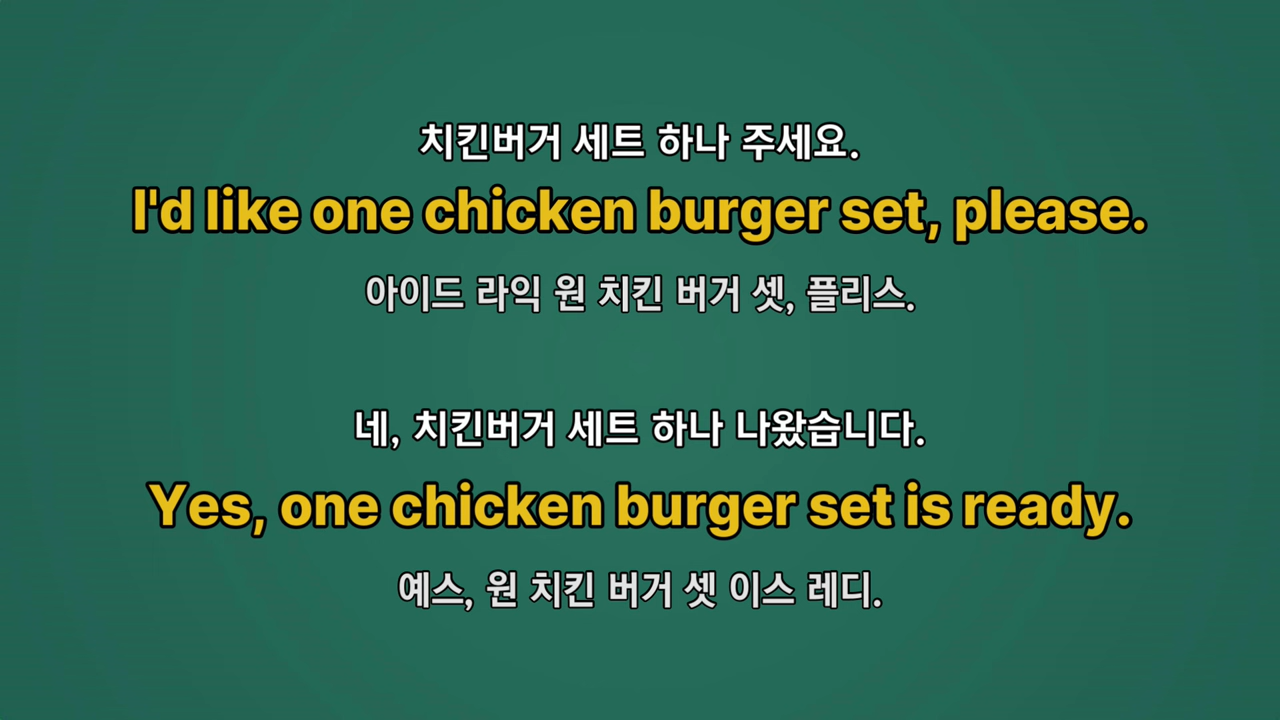 치킨버거 세트 하나 주세요.
I'd like one chicken burger set, please.
아이드 라익 원 치킨 버거 셋, 플리스.
네, 치킨버거 세트 하나 나왔습니다.
Yes, one chicken burger set is ready.
예스, 원 치킨 버거 셋 이스 레디.